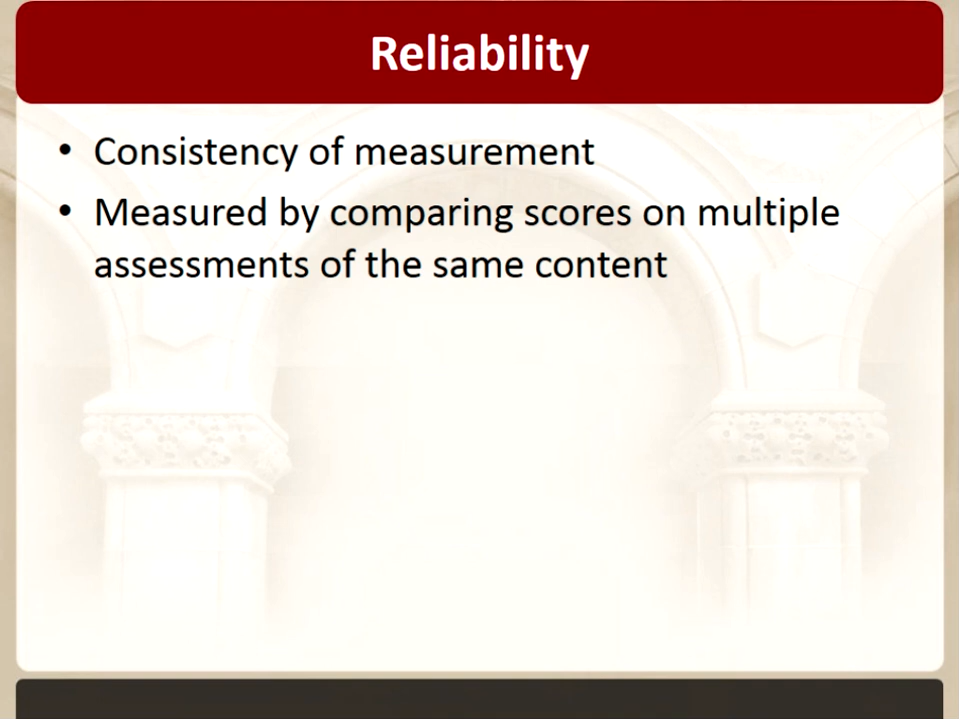 Reliability
• Consistency of measurement
• Measured by comparing scores on multiple
assessments of the same content